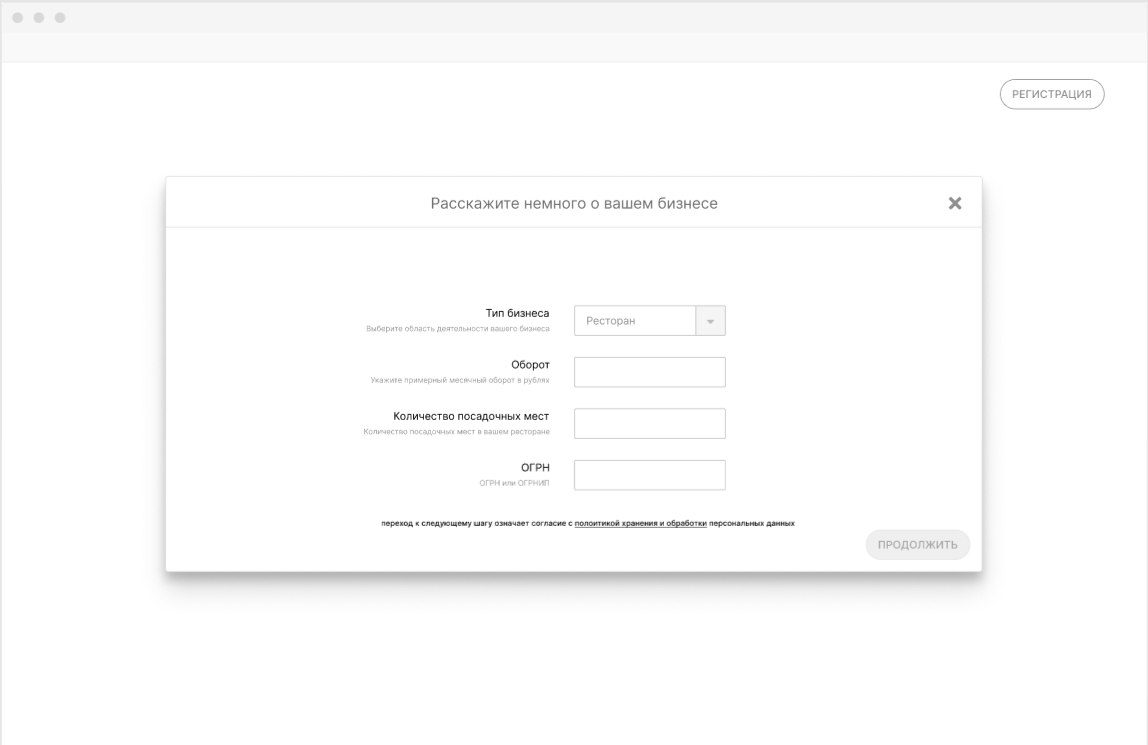 РЕГИСТРАЦИЯ
Расскажите немного о вашем бизнесе
Тип бизнеса
Выберите область деятельности вашего бизнеса
Ресторан
Оборот
Укажите примерный месячный оборот в рублях
Количество посадочных мест
Количество посадочных мест в вашем ресторане
ОГРН
ОГРН или ОГРНИП
переход к следующему шагу означает согласие с полоитикой хранения и обработки персональных данных
ПРОДОЛЖИТЬ